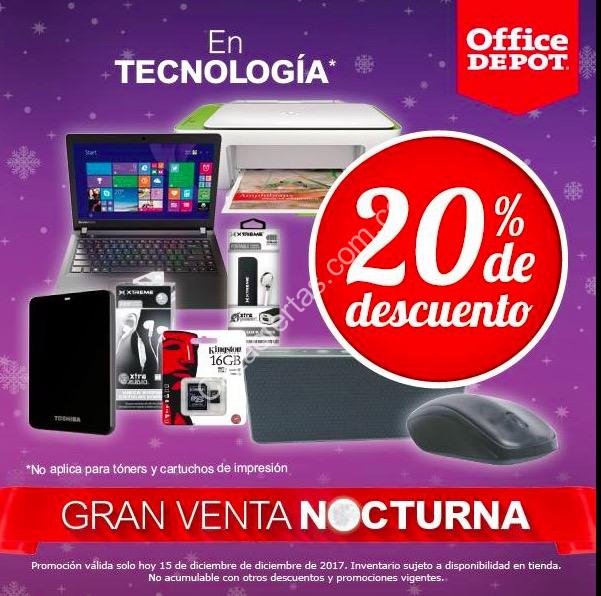 En
TECNOLOGÍA*
Office
DEPOT
20% de
descuento
Start
XTREME
XTREME
xtra
AUDIO
Kingston
16GB
TOSHIBA
*No aplica para tóners y cartuchos de impresión
GRAN VENTA NOCTURNA
Promoción válida solo hoy 15 de diciembre de diciembre de 2017. Inventario sujeto a disponibilidad en tienda.
No acumulable con otros descuentos y promociones vigentes.